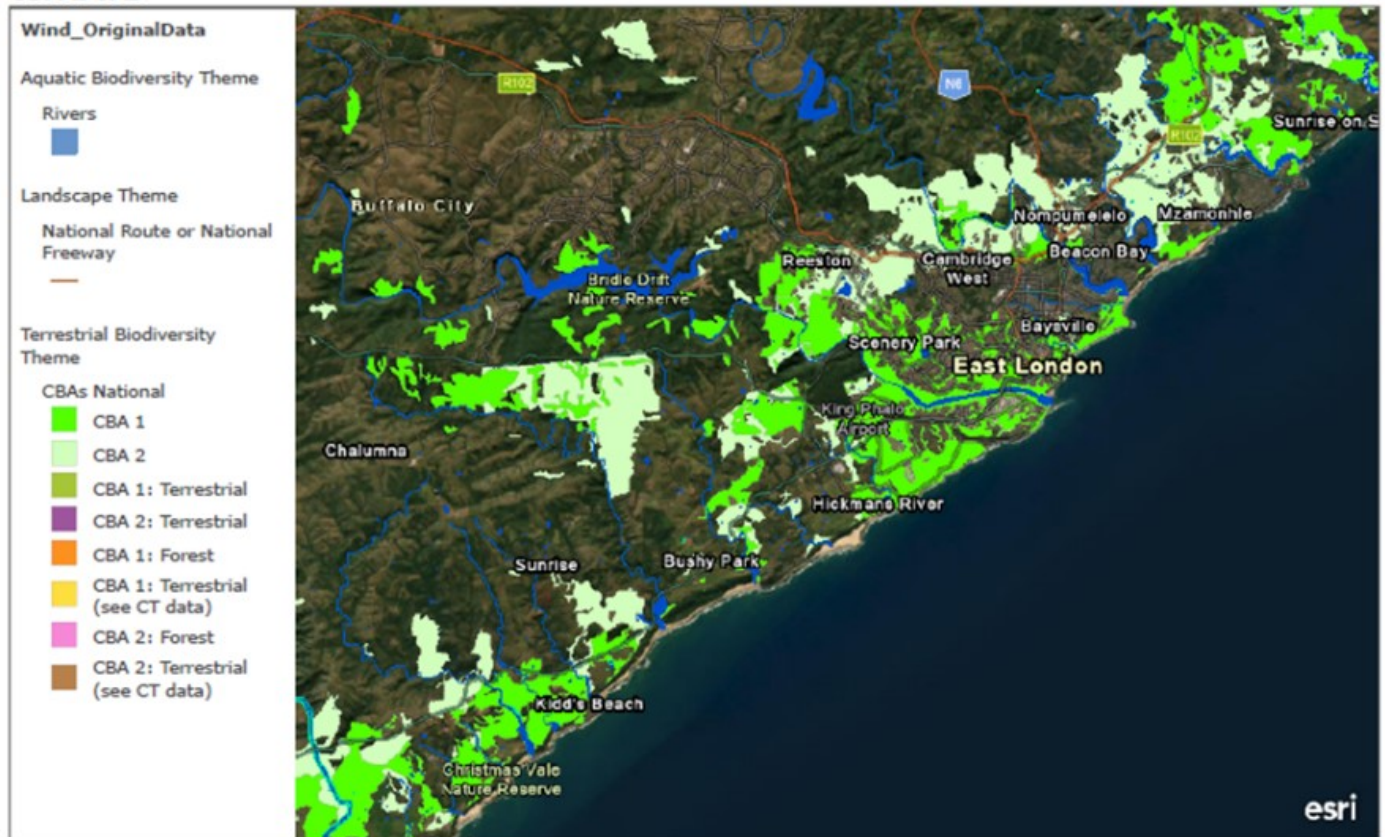 Wind_OriginalData
Aquatic Biodiversity Theme
Rivers
Landscape Theme
National Route or National
Freeway
Terrestrial Biodiversity
Theme
CBAs National
CBA 1
CBA 2
CBA 1: Terrestrial
CBA 2: Terrestrial
CBA 1: Forest
CBA 1: Terrestrial
(see CT data)
CBA 2: Forest
CBA 2: Terrestrial
(see CT data)
R102
N6
Sunrise on S
R102
Buffalo City
Nompumelelo
Mzamonhle
Reeston
Cambridge
West
Beacon Bay
Bridle Drift
Nature Reserve
Baysville
Scenery Park
East London
King Phalo
Airport
Chalumna
Hickmans River
Sunrise
Bushy Park
Kidd's Beach
Christmas Vale
Nature Reserve
esri